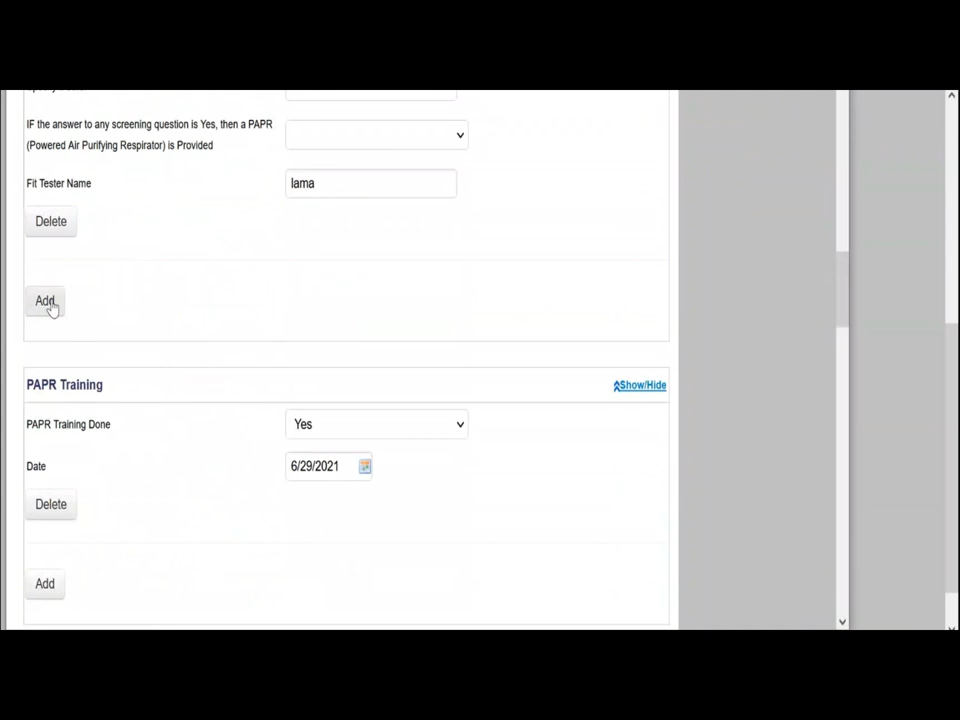 IF the answer to any screening question is Yes, then a PAPR
(Powered Air Purifying Respirator) is Provided
Fit Tester Name
lama
Delete
Add
PAPR Training
Show/Hide
PAPR Training Done
Yes
Date
6/29/2021
Delete
Add